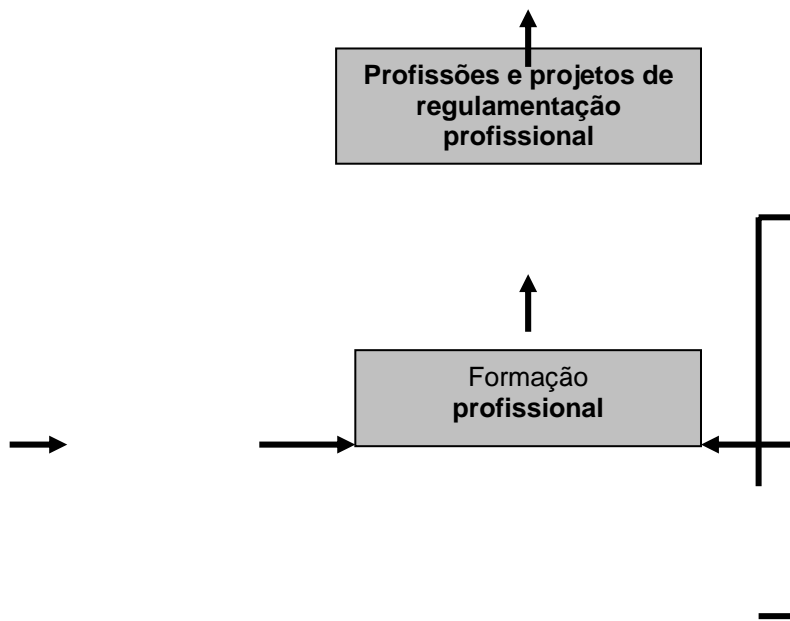 Profissões e projetos de
regulamentação
profissional
Formação
profissional